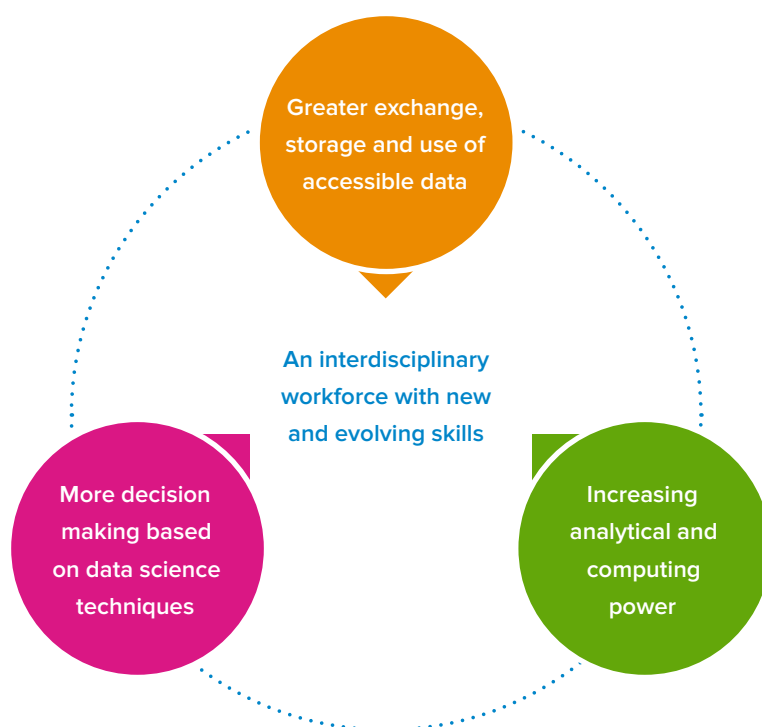 Greater exchange,
storage and use of
accessible data
An interdisciplinary
workforce with new
and evolving skills
More decision
making based
on data science
techniques
Increasing
analytical and
computing
power